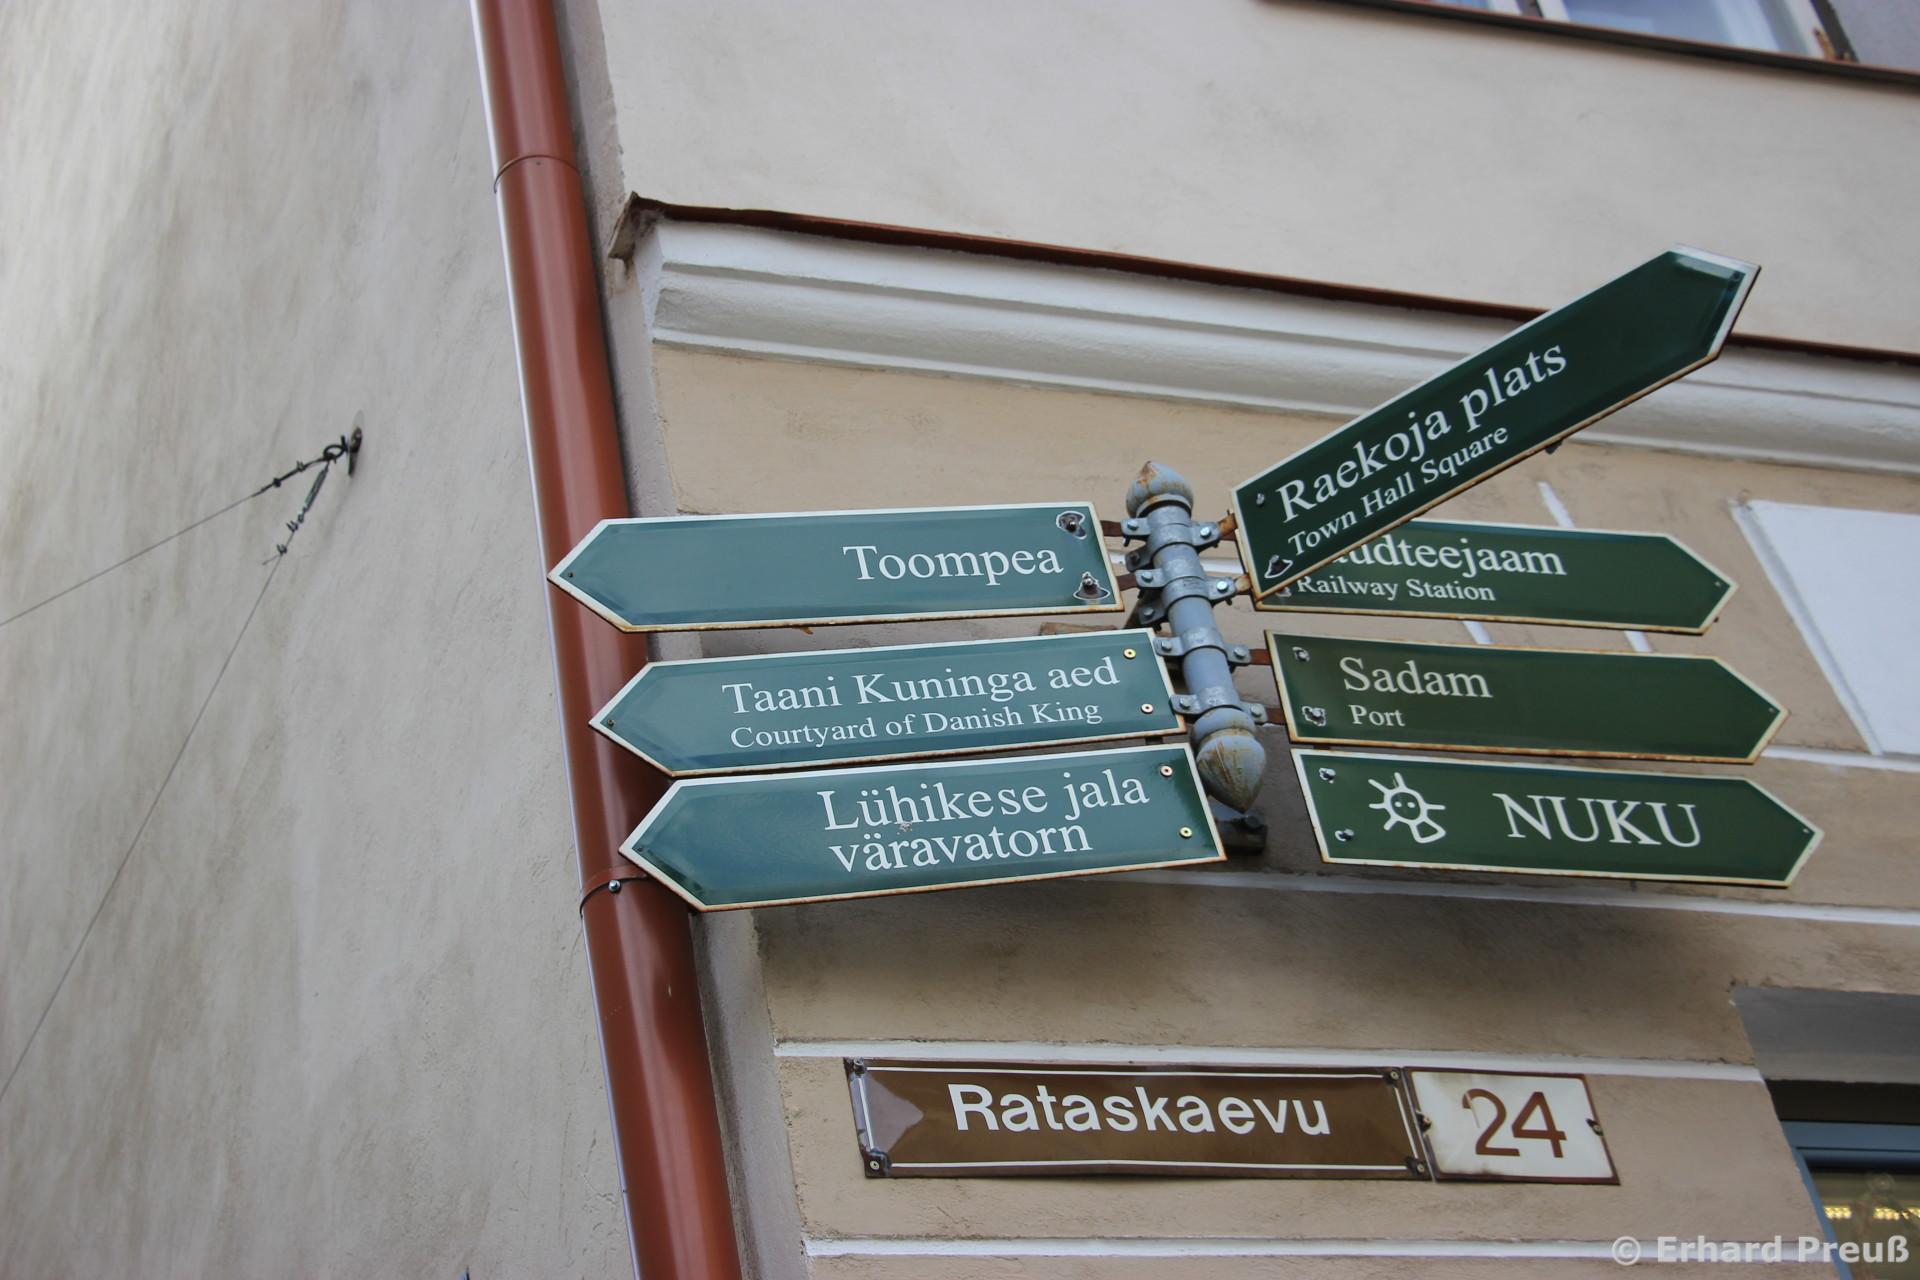 Toompea
Taani Kuninga aed
Courtyard of Danish King
Lühikese jala
väravatorn
Raekoja plats
Town Hall Square
Railway Station
Sadam
Port
NUKU
Rataskaevu
24
© Erhard Preuß